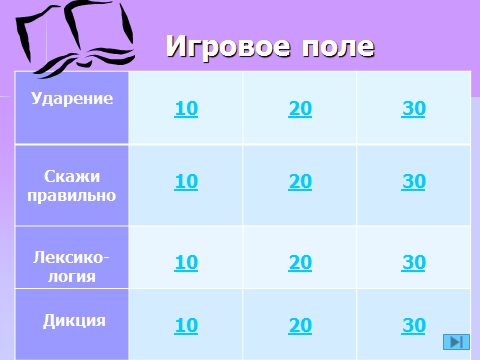 Игровое поле
Ударение 10 20 30
Скажи
правильно 10 20 30
Лексико-
логия 10 20 30
Дикция 10 20 30